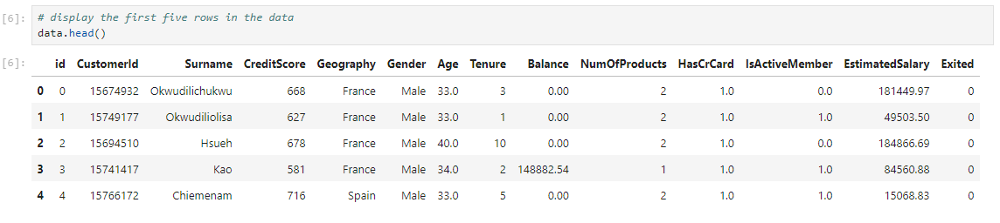 [6]: # display the first five rows in the data
data.head()
[6]: id CustomerId Surname CreditScore Geography Gender Age Tenure Balance NumOfProducts HasCrCard IsActiveMember EstimatedSalary Exited
0 0 15674932 Okwudilichukwu 668 France Male 33.0 3 0.00 2 1.0 0.0 181449.97 0
1 1 15749177 Okwudiliolisa 627 France Male 33.0 1 0.00 2 1.0 1.0 49503.50 0
2 2 15694510 Hsueh 678 France Male 40.0 10 0.00 2 1.0 0.0 184866.69 0
3 3 15741417 Kao 581 France Male 34.0 2 148882.54 1 1.0 1.0 84560.88 0
4 4 15766172 Chiemenam 716 Spain Male 33.0 5 0.00 2 1.0 1.0 15068.83 0